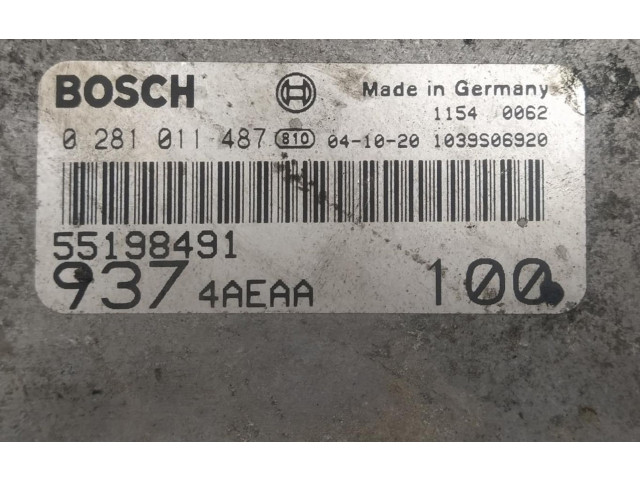 BOSCH Made in Germany
1154 0062
0 281 011 487 810 04-10-20 1039S06920
55198491
937 4AEAA 100